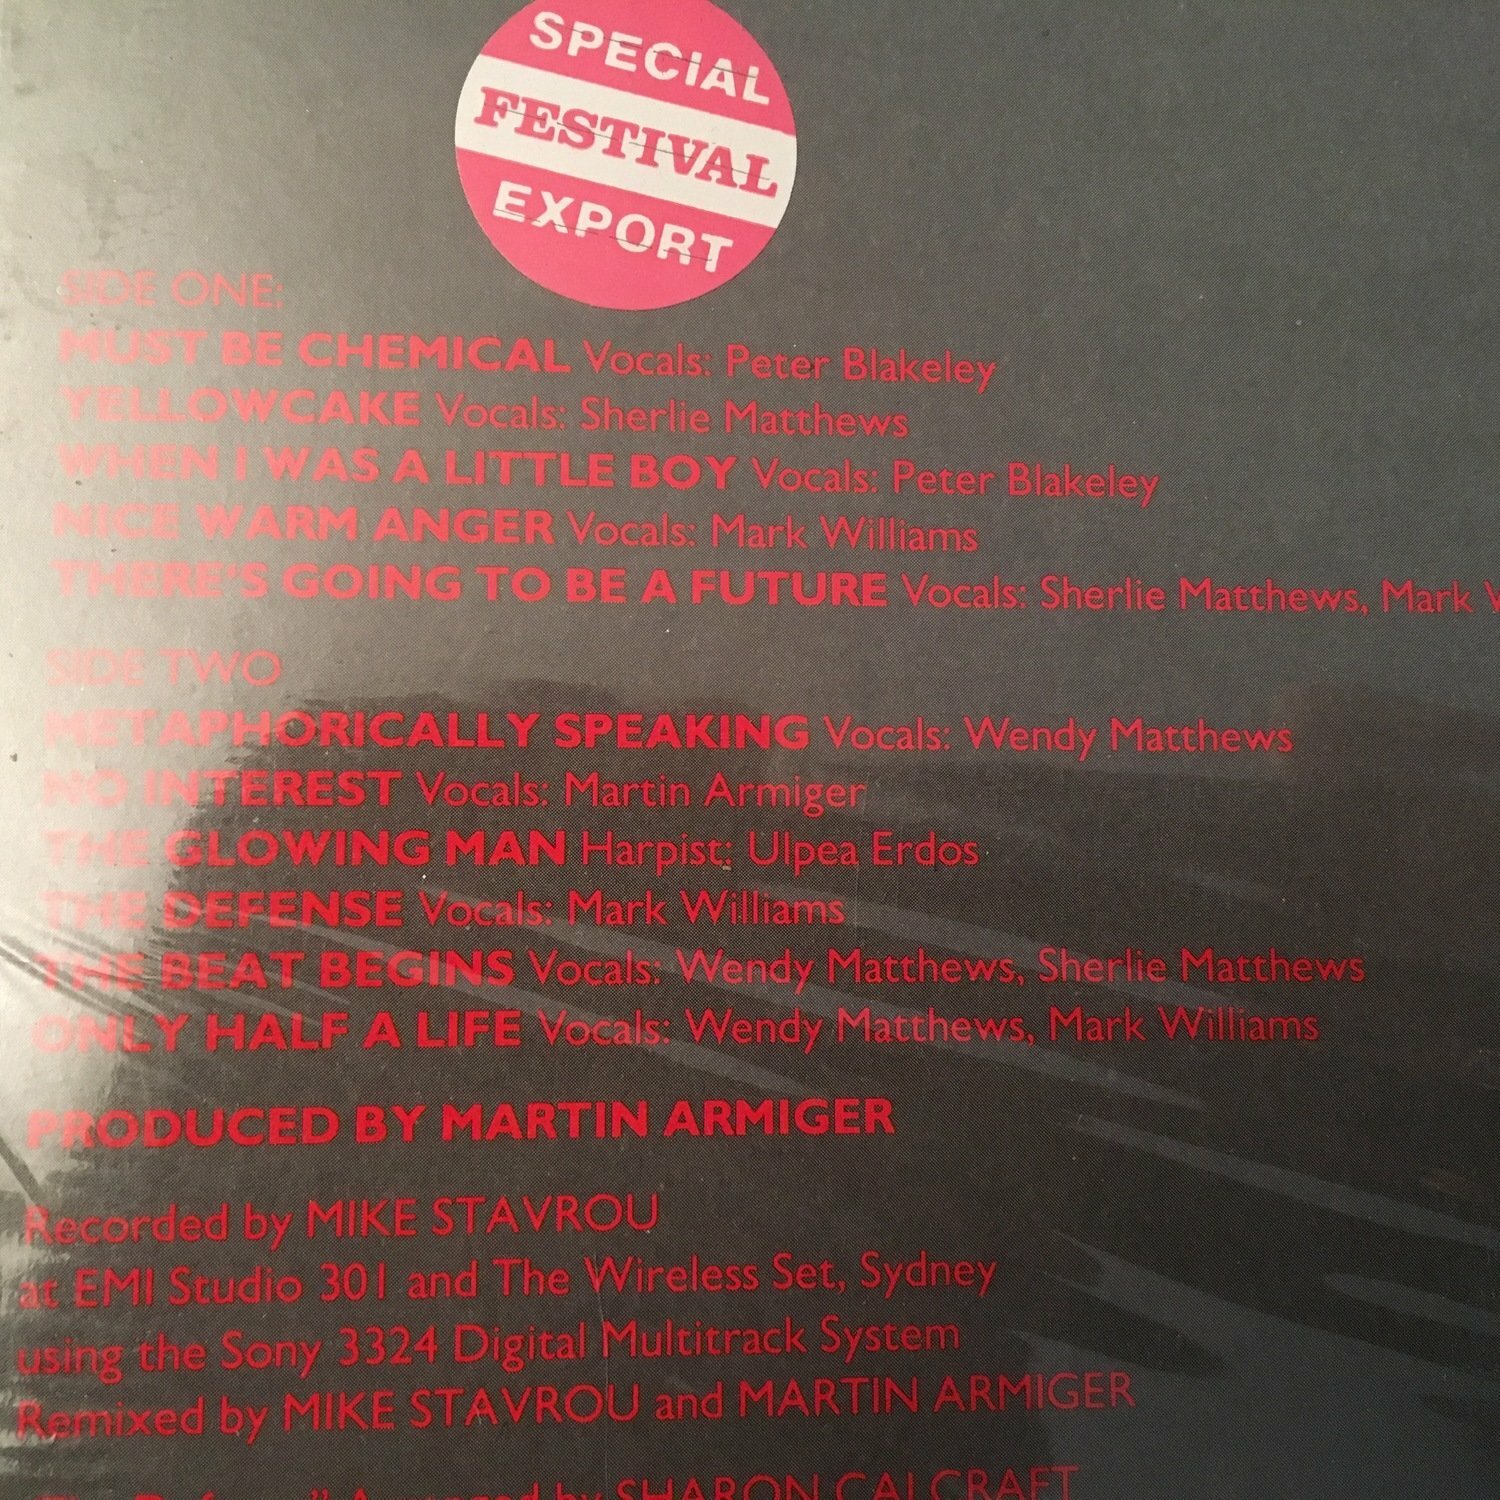 SPECIAL
FESTIVAL
EXPORT
SIDE ONE:
MUST BE CHEMICAL Vocals: Peter Blakeley
YELLOWCAKE Vocals: Sherlie Matthews
WHEN I WAS A LITTLE BOY Vocals: Peter Blakeley
NICE WARM ANGER Vocals: Mark Williams
THERE'S GOING TO BE A FUTURE Vocals: Sherlie Matthews, Mark
SIDE TWO
METAPHORICALLY SPEAKING Vocals: Wendy Matthews
NO INTEREST Vocals: Martin Armiger
THE GLOWING MAN Harpist: Ulpea Erdos
THE DEFENSE Vocals: Mark Williams
THE BEAT BEGINS Vocals: Wendy Matthews, Sherlie Matthews
ONLY HALF A LIFE Vocals: Wendy Matthews, Mark Williams
PRODUCED BY MARTIN ARMIGER
Recorded by MIKE STAVROU
at EMI Studio 301 and The Wireless Set, Sydney
using the Sony 3324 Digital Multitrack System
Remixed by MIKE STAVROU and MARTIN ARMIGER
by SHARON CALCRAFT